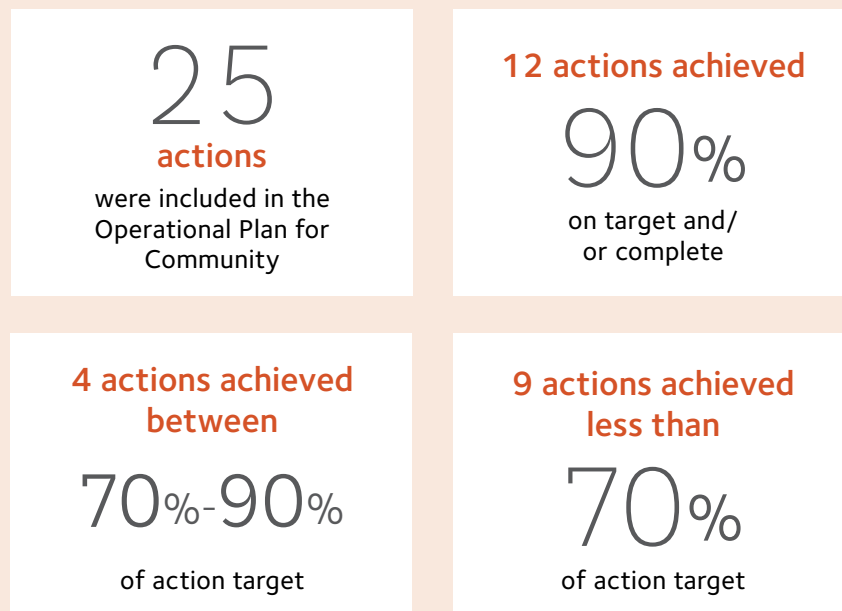 25
actions
were included in the
Operational Plan for
Community
12 actions achieved
90%
on target and/
or complete
4 actions achieved
between
70%-90%
of action target
9 actions achieved
less than
70%
of action target